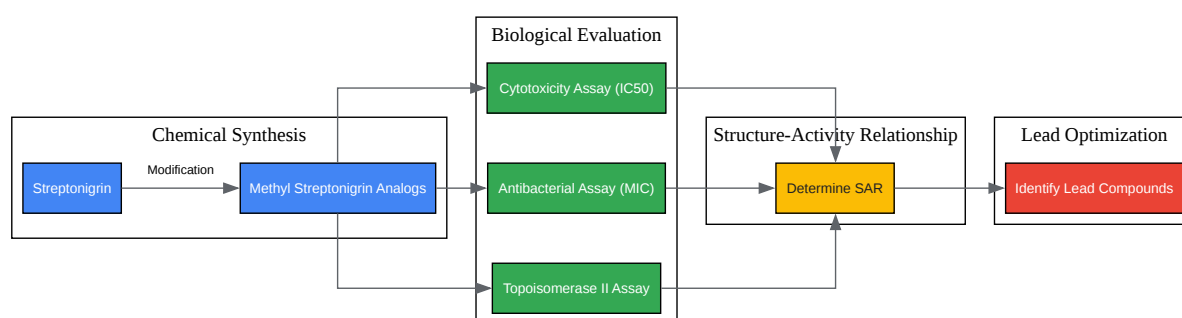 Biological Evaluation
Cytotoxicity Assay (IC50)
Chemical Synthesis
Structure-Activity Relationship
Lead Optimization
Modification
Streptonigrin
Methyl Streptonigrin Analogs
Antibacterial Assay (MIC)
Determine SAR
Identify Lead Compounds
Topoisomerase II Assay